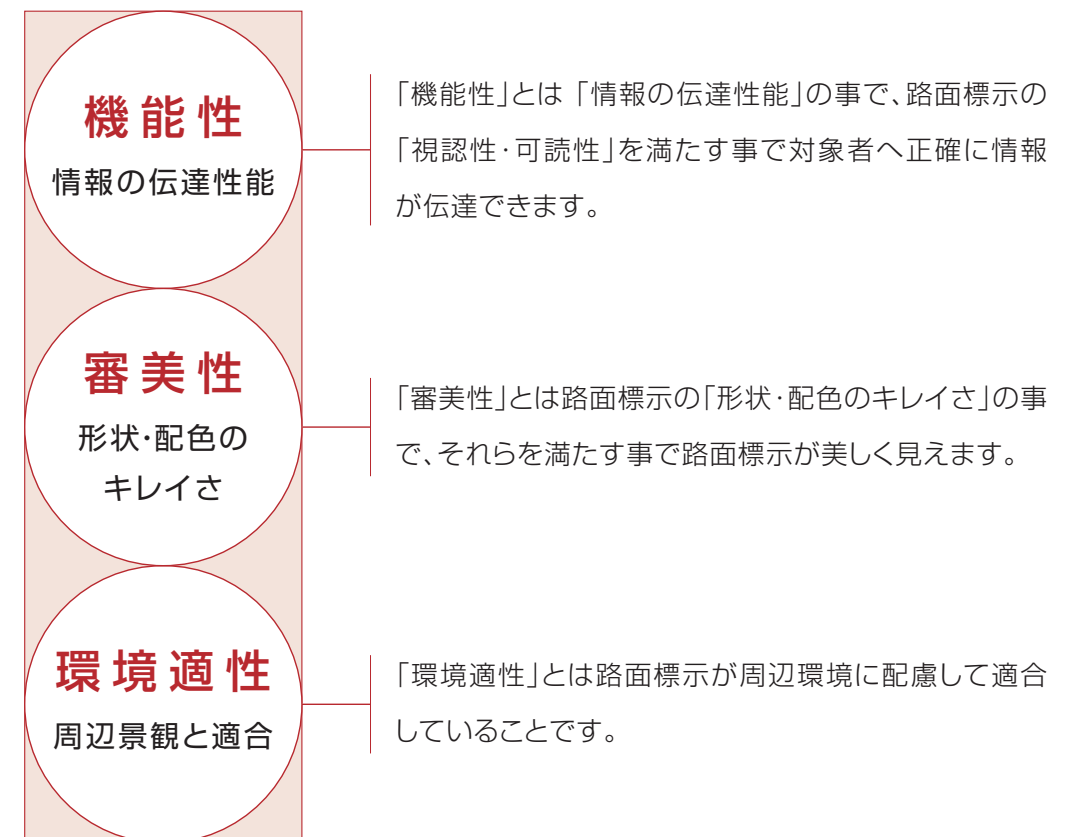 機能性
情報の伝達性能
「機能性」とは「情報の伝達性能」の事で、路面標示の
「視認性・可読性」を満たす事で対象者へ正確に情報
が伝達できます。
審美性
形状・配色の
キレイさ
「審美性」とは路面標示の「形状・配色のキレイさ」の事
で、それらを満たす事で路面標示が美しく見えます。
環境適性
周辺景観と適合
「環境適性」とは路面標示が周辺環境に配慮して適合
していることです。